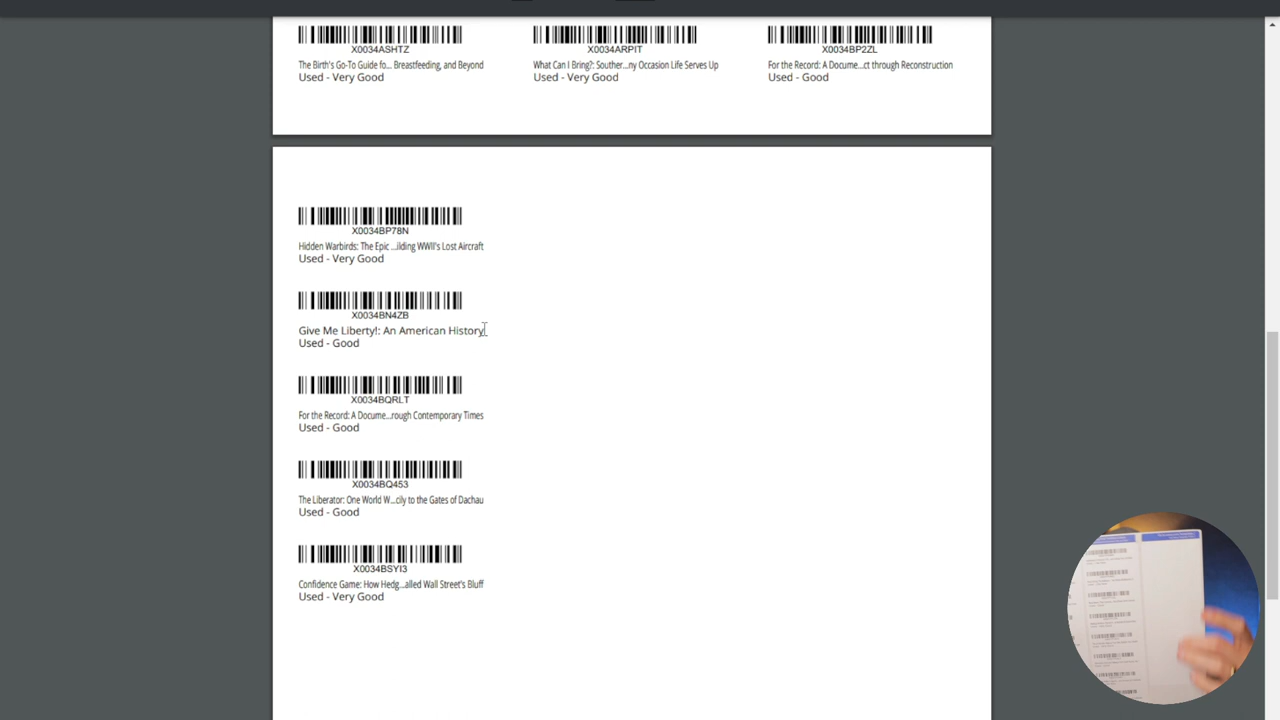 X0034ASHTZ
The Birth's Go-To Guide fo... Breastfeeding, and Beyond
Used - Very Good
X0034ARPIT
What Can I Bring?: Souther...ny Occasion Life Serves Up
Used - Very Good
X0034BP2ZL
For the Record: A Docume...ct through Reconstruction
Used - Good
X0034BP78N
Hidden Warbirds: The Epic ...ilding WWII's Lost Aircraft
Used - Very Good
X0034BN4ZB
Give Me Liberty!: An American History
Used - Good
X0034BQRLT
For the Record: A Docume...rough Contemporary Times
Used - Good
X0034BQ453
The Liberator: One World W...cily to the Gates of Dachau
Used - Good
X0034BSYI3
Confidence Game: How Hedg...alled Wall Street's Bluff
Used - Very Good